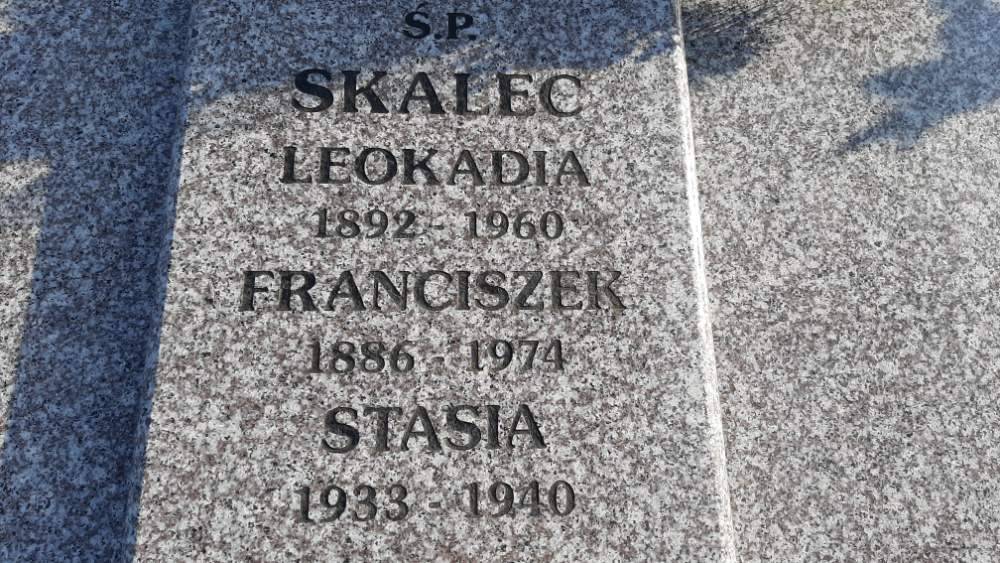 Ś.P.
SKALEC
LEOKADIA
1892 - 1960
FRANCISZEK
1886 - 1974
STASIA
1933 - 1940